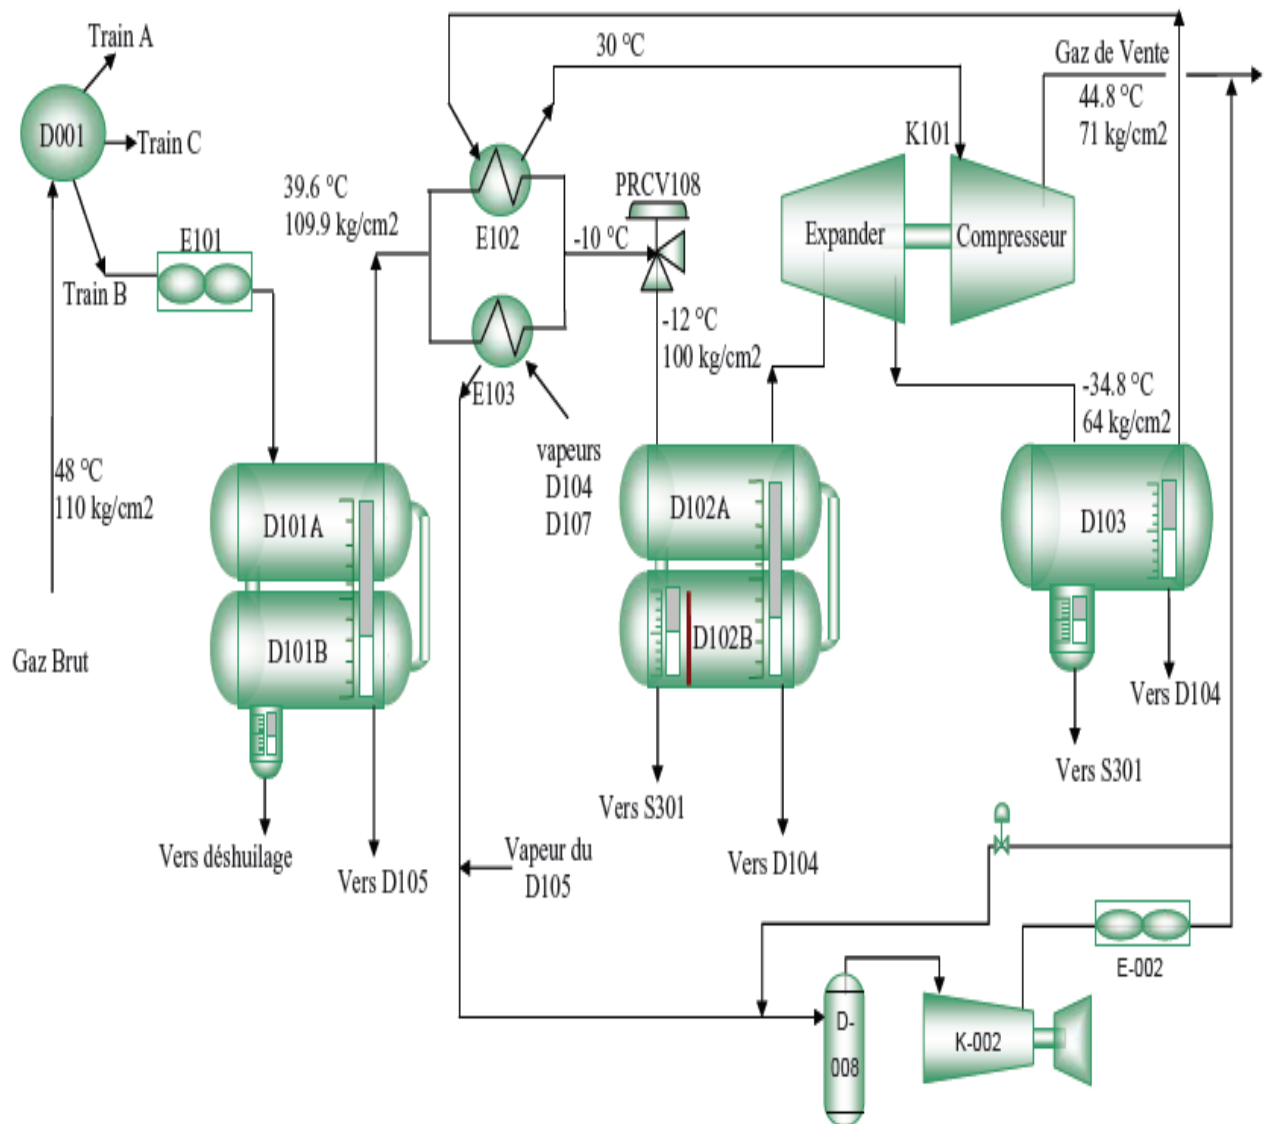 Train A
30 °C
Gaz de Vente
44.8 °C
71 kg/cm2
D001
Train C
K101
39.6 °C
109.9 kg/cm2
PRCV108
E101
E102
-10 °C
Expander
Compresseur
Train B
-12 °C
100 kg/cm2
E103
-34.8 °C
64 kg/cm2
vapeurs
D104
D107
48 °C
110 kg/cm2
D101A
D102A
D103
D101B
D102B
Gaz Brut
Vers D104
Vers S301
Vers S301
Vers déshuilage
Vers D105
Vapeur du
D105
Vers D104
E-002
D-
008
K-002